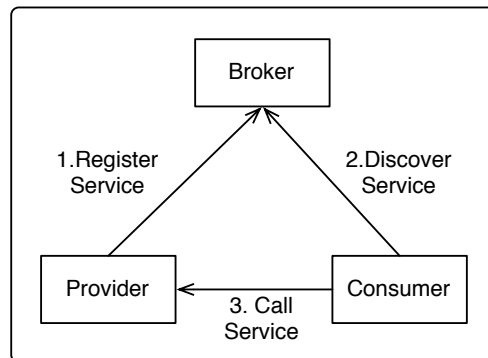 Broker
1.Register
Service
2.Discover
Service
Provider
Consumer
3. Call
Service